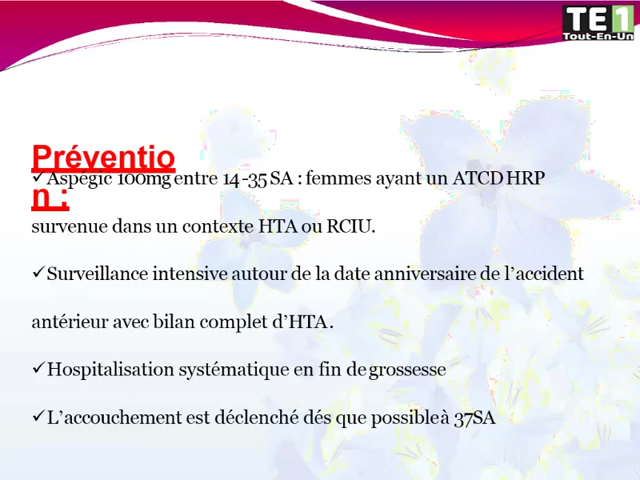 TE1
Tout-En-Un
Préventio
n :
✓Aspegic 100mg entre 14-35 SA : femmes ayant un ATCD HRP
survenue dans un contexte HTA ou RCIU.
✓Surveillance intensive autour de la date anniversaire de l’accident
antérieur avec bilan complet d’HTA.
✓Hospitalisation systématique en fin de grossesse
✓L’accouchement est déclenché dés que possible à 37SA